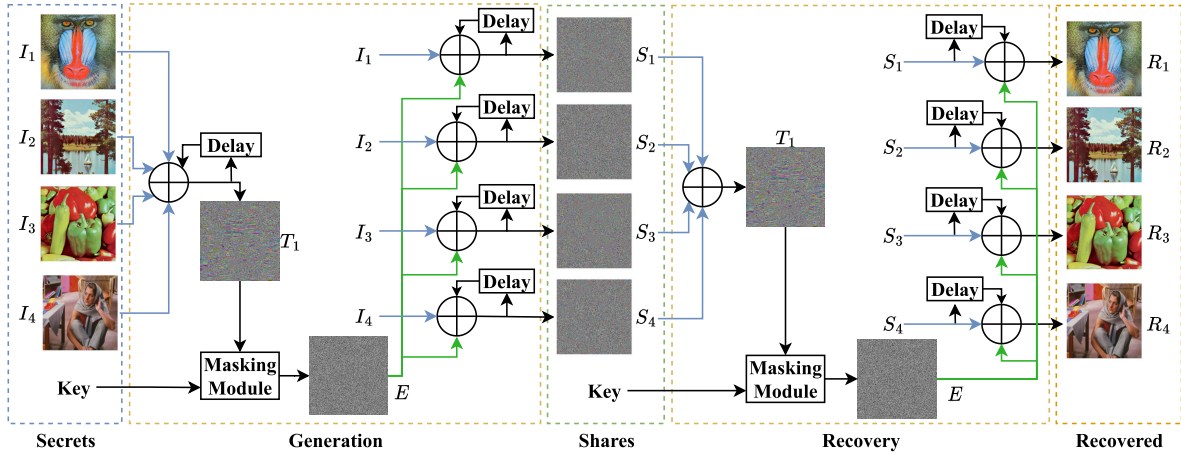 I1
I2
I3
I4
Delay
T1
Key
Masking
Module
E
I1
Delay
I2
Delay
I3
Delay
I4
Delay
S1
S2
S3
S4
T1
Key
Masking
Module
E
S1
Delay
S2
Delay
S3
Delay
S4
Delay
R1
R2
R3
R4
Secrets
Generation
Shares
Recovery
Recovered